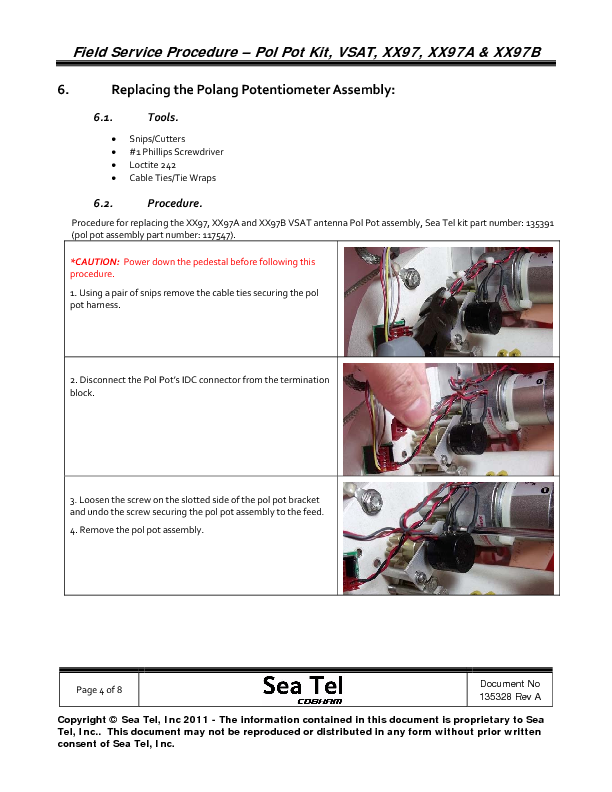 Field Service Procedure – Pol Pot Kit, VSAT, XX97, XX97A & XX97B
6. Replacing the Polang Potentiometer Assembly:
6.1. Tools.
• Snips/Cutters
• #1 Phillips Screwdriver
• Loctite 242
• Cable Ties/Tie Wraps
6.2. Procedure.
Procedure for replacing the XX97, XX97A and XX97B VSAT antenna Pol Pot assembly, Sea Tel kit part number: 135391
(pol pot assembly part number: 117547).
*CAUTION: Power down the pedestal before following this
procedure.
1. Using a pair of snips remove the cable ties securing the pol
pot harness.
2. Disconnect the Pol Pot's IDC connector from the termination
block.
3. Loosen the screw on the slotted side of the pol pot bracket
and undo the screw securing the pol pot assembly to the feed.
4. Remove the pol pot assembly.
Page 4 of 8
Sea Tel
COBHAM
Document No
135328 Rev A
Copyright © Sea Tel, Inc 2011 - The information contained in this document is proprietary to Sea
Tel, Inc.. This document may not be reproduced or distributed in any form without prior written
consent of Sea Tel, Inc.